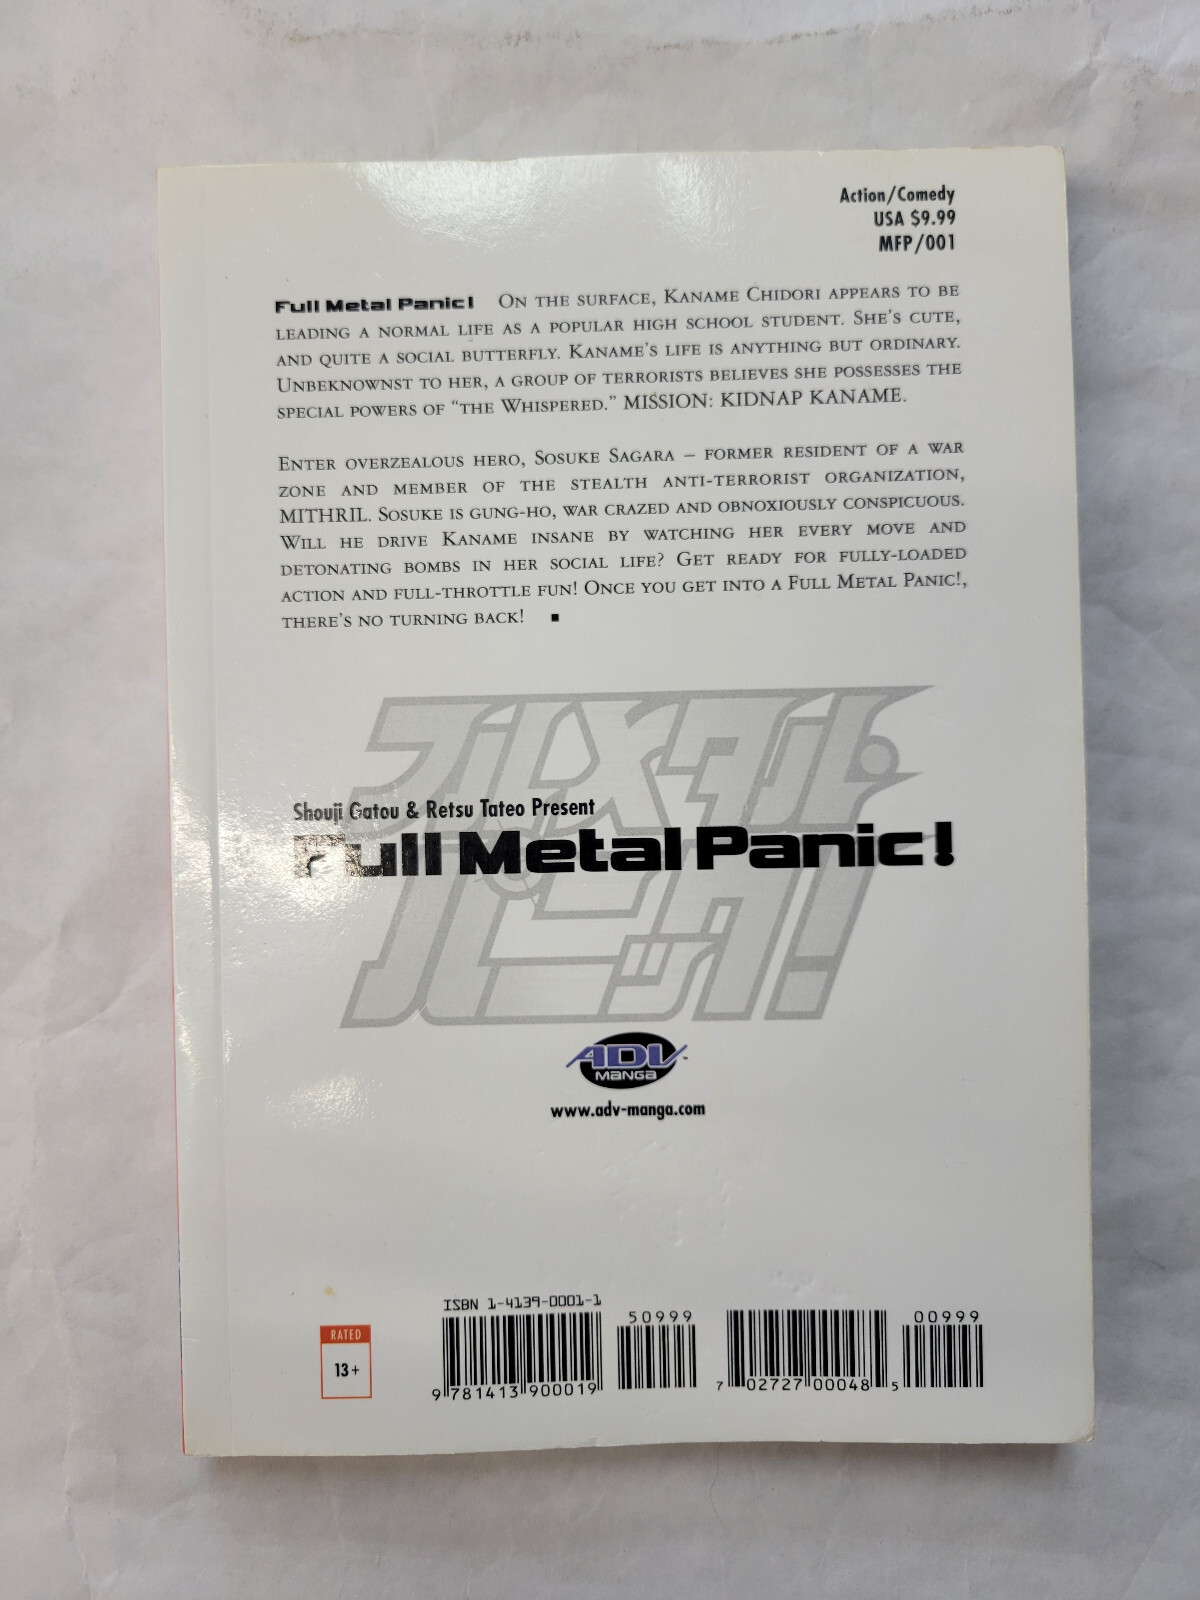 Action/Comedy
USA $9.99
MFP/001
Full Metal Panic! ON THE SURFACE, KANAME CHIDORI APPEARS TO BE
LEADING A NORMAL LIFE AS A POPULAR HIGH SCHOOL STUDENT. SHE'S CUTE,
AND QUITE A SOCIAL BUTTERFLY. KANAME'S LIFE IS ANYTHING BUT ORDINARY.
UNBEKNOWNST TO HER, A GROUP OF TERRORISTS BELIEVES SHE POSSESSES THE
SPECIAL POWERS OF "THE WHISPERED." MISSION: KIDNAP KANAME.
ENTER OVERZEALOUS HERO, SOSUKE SAGARA – FORMER RESIDENT OF A WAR
ZONE AND MEMBER OF THE STEALTH ANTI-TERRORIST ORGANIZATION,
MITHRIL. SOSUKE IS GUNG-HO, WAR CRAZED AND OBNOXIOUSLY CONSPICUOUS.
WILL HE DRIVE KANAME INSANE BY WATCHING HER EVERY MOVE AND
DETONATING BOMBS IN HER SOCIAL LIFE? GET READY FOR FULLY-LOADED
ACTION AND FULL-THROTTLE FUN! ONCE YOU GET INTO A FULL METAL PANIC!,
THERE'S NO TURNING BACK! ■
フルメタル
Shouji Gatou & Retsu Tateo Present
Full Metal Panic!
パニック!
ADV
MANGA
www.adv-manga.com
RATED
13+
ISBN 1-4139-0001-1
9 781413 900019
50999
7 02727 00048 5
00999